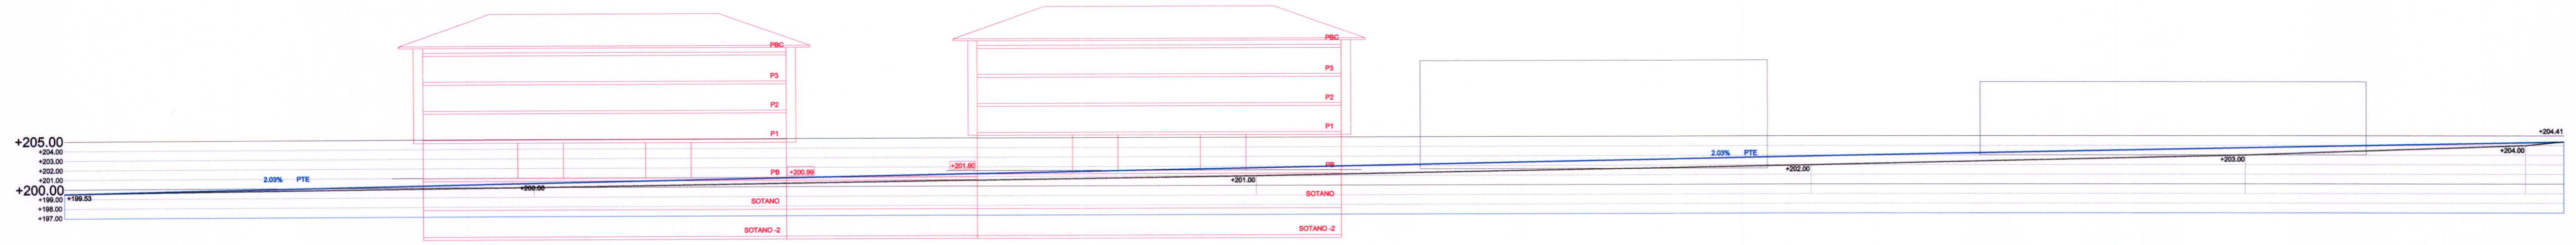 PBC
P3
P2
P1
PB
+200.99
SOTANO
SOTANO -2
PBC
P3
P2
P1
PB
+201.60
SOTANO
SOTANO -2
+205.00
+204.00
+203.00
+202.00
+201.00
+200.00
+199.00
+198.00
+197.00
+199.53
2.03% PTE
+200.00
+201.00
+202.00
2.03% PTE
+203.00
+204.00
+204.41